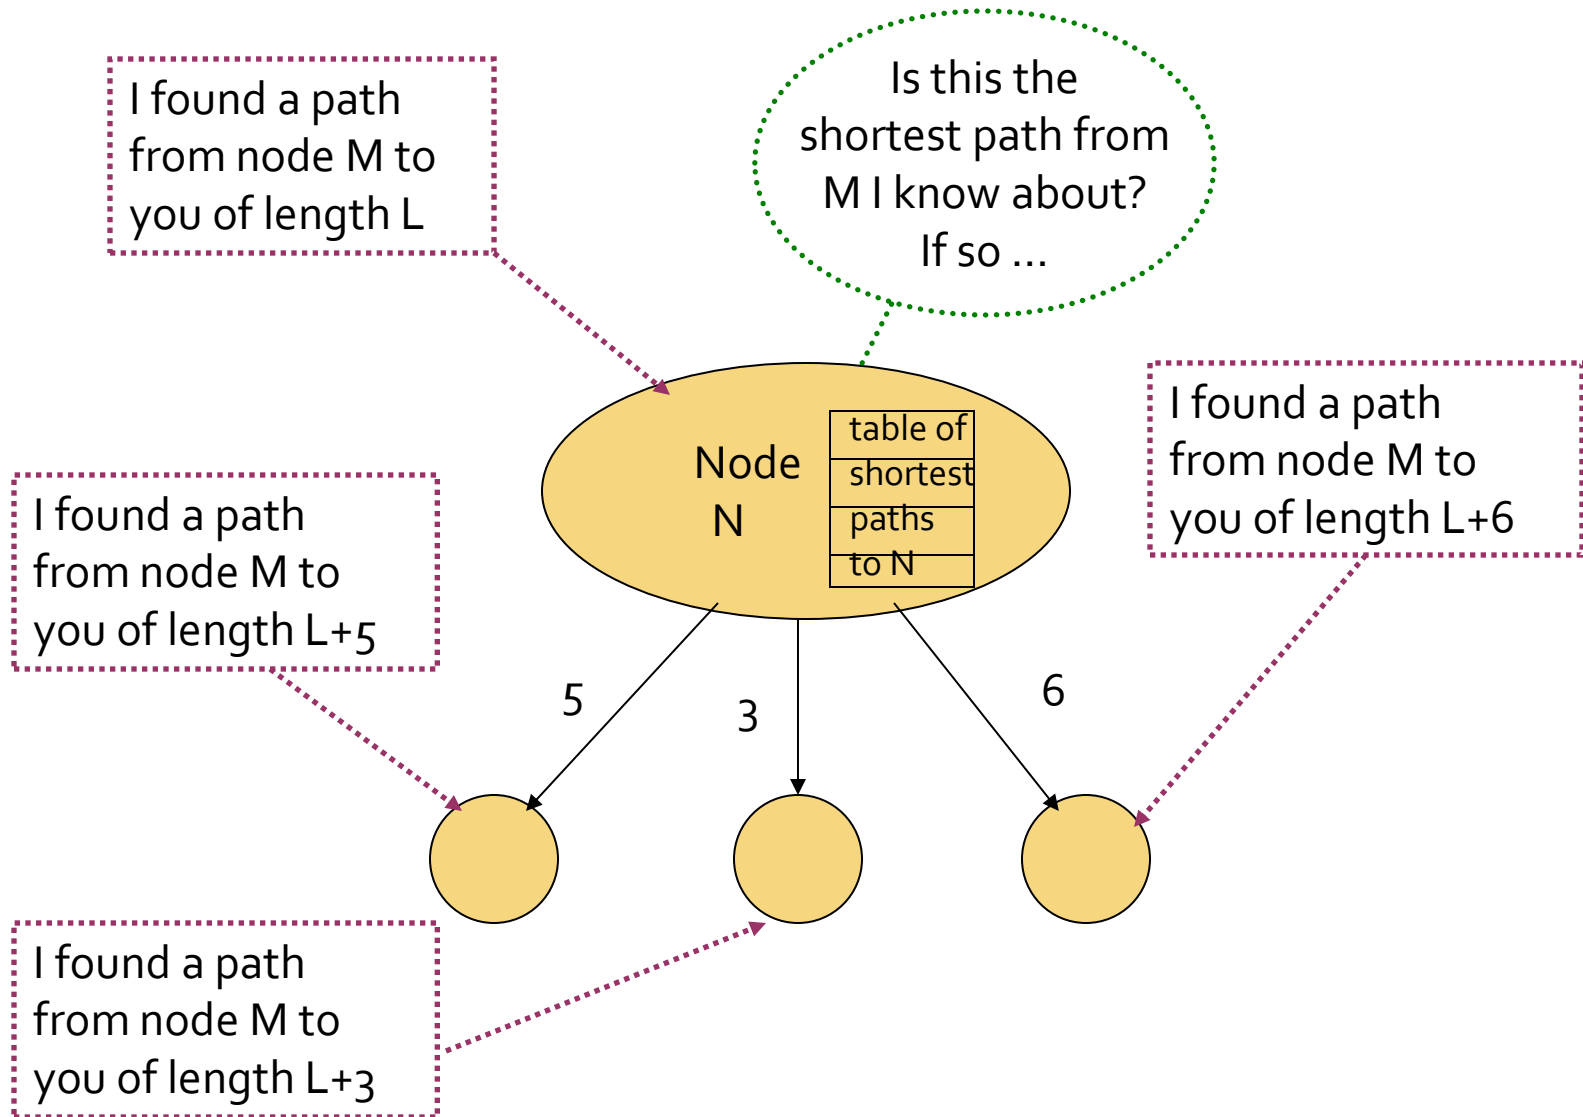 I found a path
from node M to
you of length L
Is this the
shortest path from
M I know about?
If so ...
Node
N
table of
shortest
paths
to N
I found a path
from node M to
you of length L+6
I found a path
from node M to
you of length L+5
5
3
6
I found a path
from node M to
you of length L+3